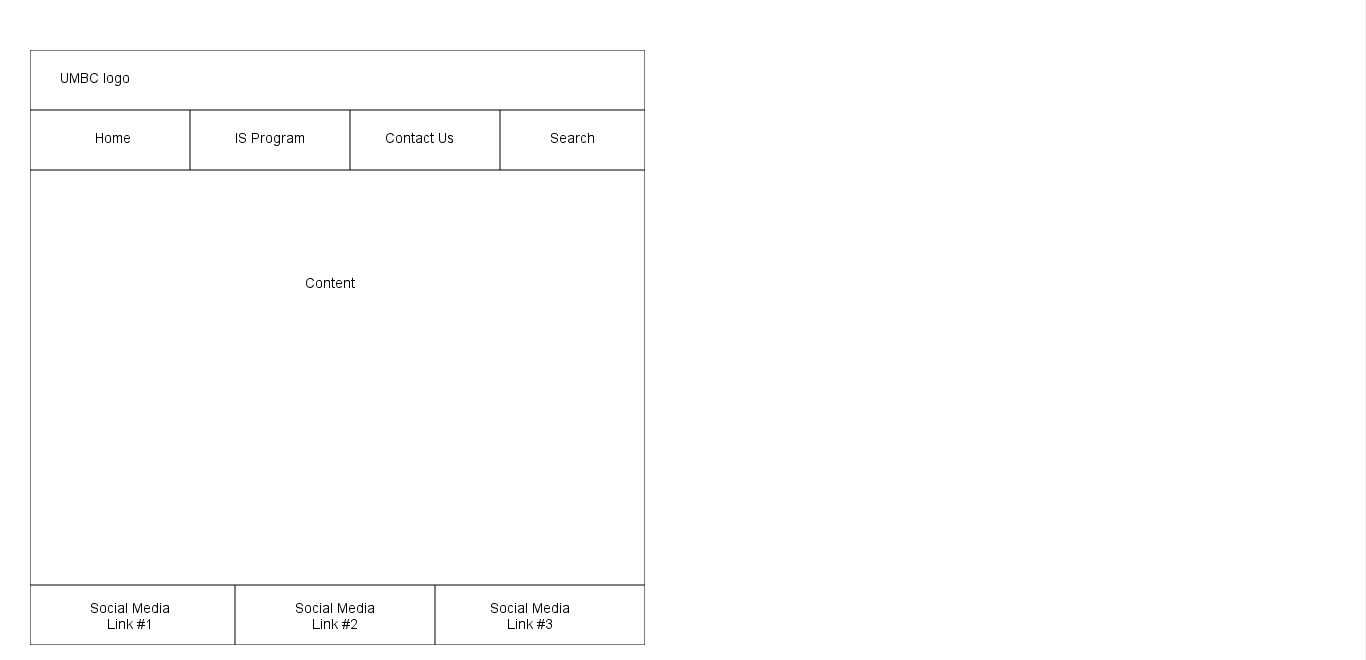 UMBC logo
Home
IS Program
Contact Us
Search
Content
Social Media
Link #1
Social Media
Link #2
Social Media
Link #3